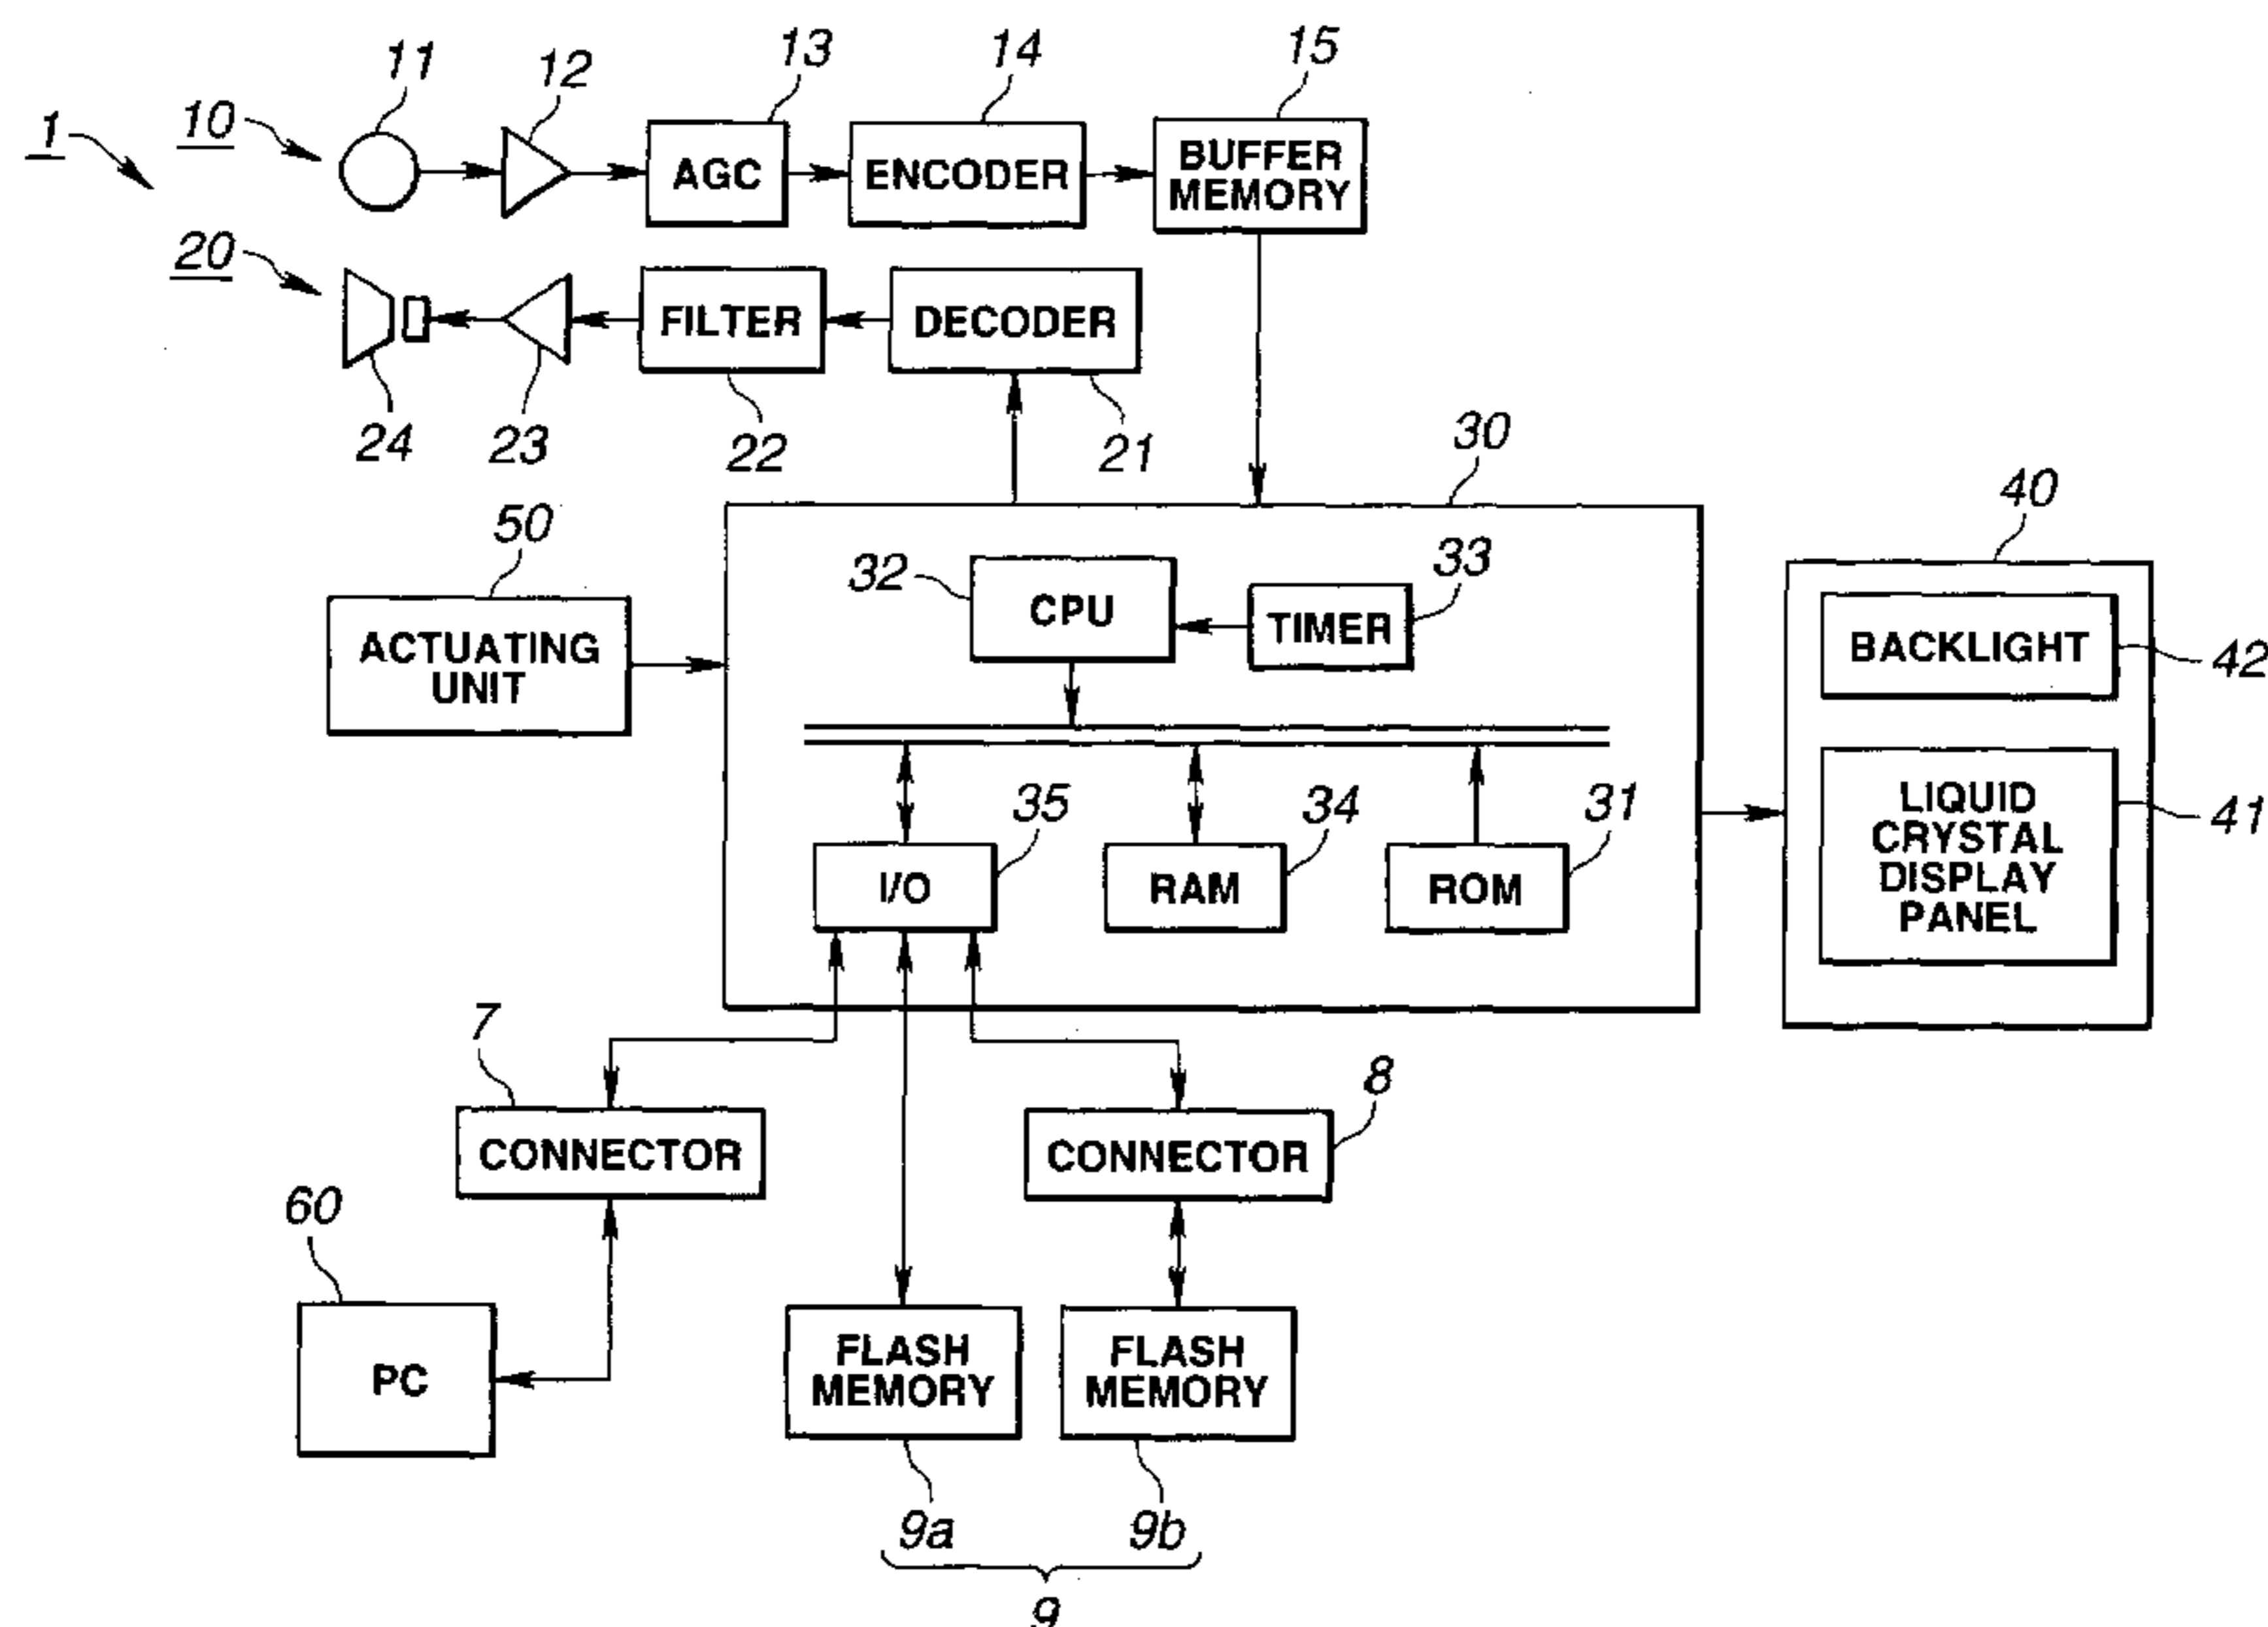 1
10
11
12
13
14
15
AGC
ENCODER
BUFFER
MEMORY
20
FILTER
DECODER
24
23
22
21
30
40
50
ACTUATING
UNIT
32
CPU
33
TIMER
BACKLIGHT
42
35
I/O
34
RAM
31
ROM
LIQUID
CRYSTAL
DISPLAY
PANEL
41
7
CONNECTOR
8
CONNECTOR
60
PC
FLASH
MEMORY
FLASH
MEMORY
9a
9b
9